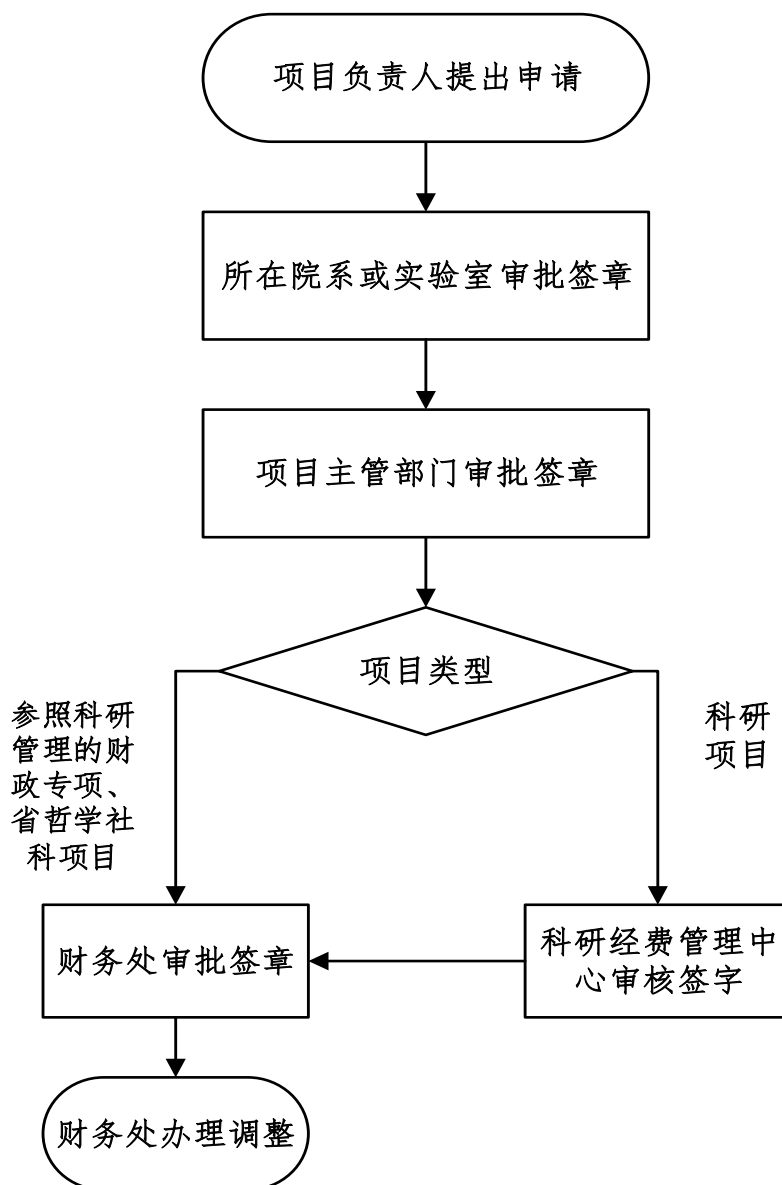 项目负责人提出申请
所在院系或实验室审批签章
项目主管部门审批签章
项目类型
参照科研
管理的财
政专项、
省哲学社
科项目
科研
项目
财务处审批签章
科研经费管理中
心审核签字
财务处办理调整